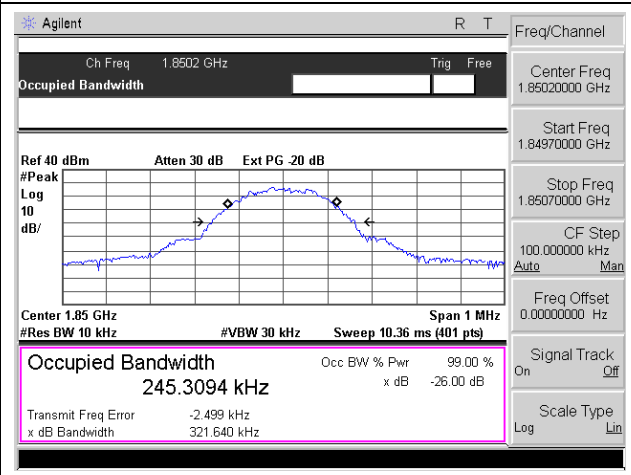 Agilent R T
Ch Freq 1.8502 GHz Trig Free
Occupied Bandwidth
Ref 40 dBm Atten 30 dB Ext PG -20 dB
#Peak
Log
10
dB/
Center 1.85 GHz Span 1 MHz
#Res BW 10 kHz #VBW 30 kHz Sweep 10.36 ms (401 pts)
Occupied Bandwidth Occ BW % Pwr 99.00 %
245.3094 kHz x dB -26.00 dB
Transmit Freq Error -2.499 kHz
x dB Bandwidth 321.640 kHz
Freq/Channel
Center Freq
1.85020000 GHz
Start Freq
1.84970000 GHz
Stop Freq
1.85070000 GHz
CF Step
100.000000 kHz
Auto Man
Freq Offset
0.00000000 Hz
Signal Track
On Off
Scale Type
Log Lin